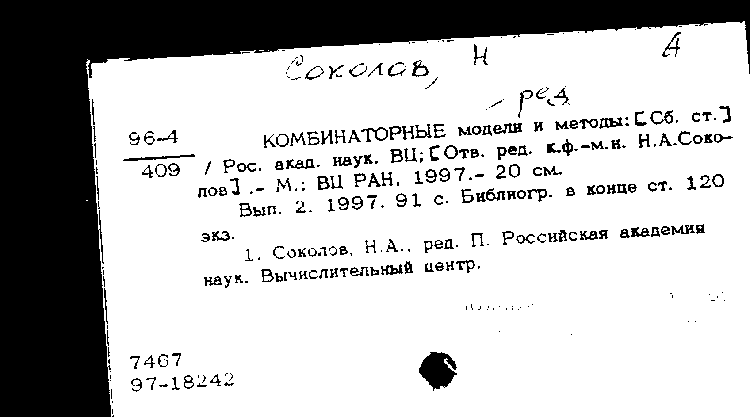 Соколов, Н А
ред.
96-4
409
КОМБИНАТОРНЫЕ модели и методы: [Сб. ст.]
/ Рос. акад. наук. ВЦ; [Отв. ред. к.ф.-м.н. Н.А.Соко-
лов] .- М.: ВЦ РАН, 1997.- 20 см.
Вып. 2. 1997. 91 с. Библиогр. в конце ст. 120
экз.
1. Соколов, Н.А., ред. П. Российская академия
наук. Вычислительный центр.
7467
97-18242